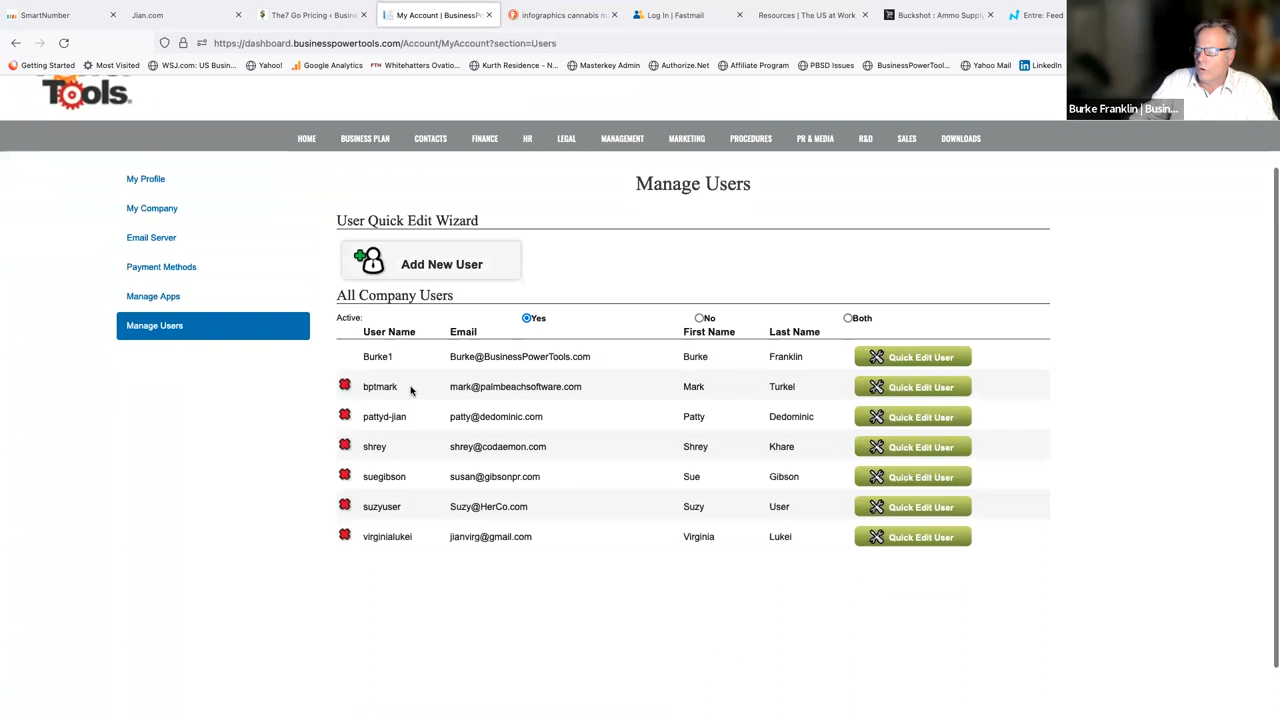 SmartNumber × Jian.com × The7 Go Pricing ‹ Busine × My Account | BusinessPo × infographics cannabis m × Log In | Fastmail × Resources | The US at Work × Buckshot : Ammo Supply × Entre: Feed
https://dashboard.businesspowertools.com/Account/MyAccount?section=Users
Getting Started Most Visited WSJ.com: US Busin... Yahoo! Google Analytics FTH Whitehatters Ovatio... Kurth Residence - N... Masterkey Admin Authorize.Net Affiliate Program PBSD Issues BusinessPowerTool... Yahoo Mail LinkedIn
Burke Franklin | Busin...
Tools.
HOME BUSINESS PLAN CONTACTS FINANCE HR LEGAL MANAGEMENT MARKETING PROCEDURES PR & MEDIA R&D SALES DOWNLOADS
My Profile
My Company
Email Server
Payment Methods
Manage Apps
Manage Users
Manage Users
User Quick Edit Wizard
Add New User
All Company Users
Active: Yes No Both
User Name Email First Name Last Name
Burke1 Burke@BusinessPowerTools.com Burke Franklin Quick Edit User
bptmark mark@palmbeachsoftware.com Mark Turkel Quick Edit User
pattyd-jian patty@dedominic.com Patty Dedominic Quick Edit User
shrey shrey@codaemon.com Shrey Khare Quick Edit User
suegibson susan@gibsonpr.com Sue Gibson Quick Edit User
suzyuser Suzy@HerCo.com Suzy User Quick Edit User
virginialukei jianvirg@gmail.com Virginia Lukei Quick Edit User